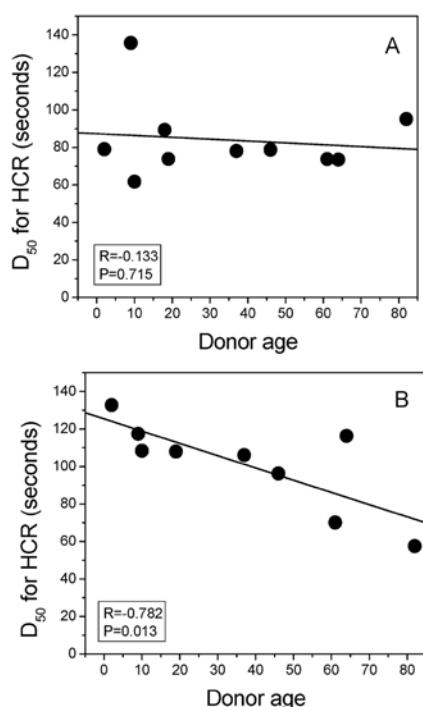 A
D₅₀ for HCR (seconds)
140
120
100
80
60
40
20
0
R=-0.133
P=0.715
0 10 20 30 40 50 60 70 80
Donor age
B
D₅₀ for HCR (seconds)
140
120
100
80
60
40
20
0
R=-0.782
P=0.013
0 10 20 30 40 50 60 70 80
Donor age